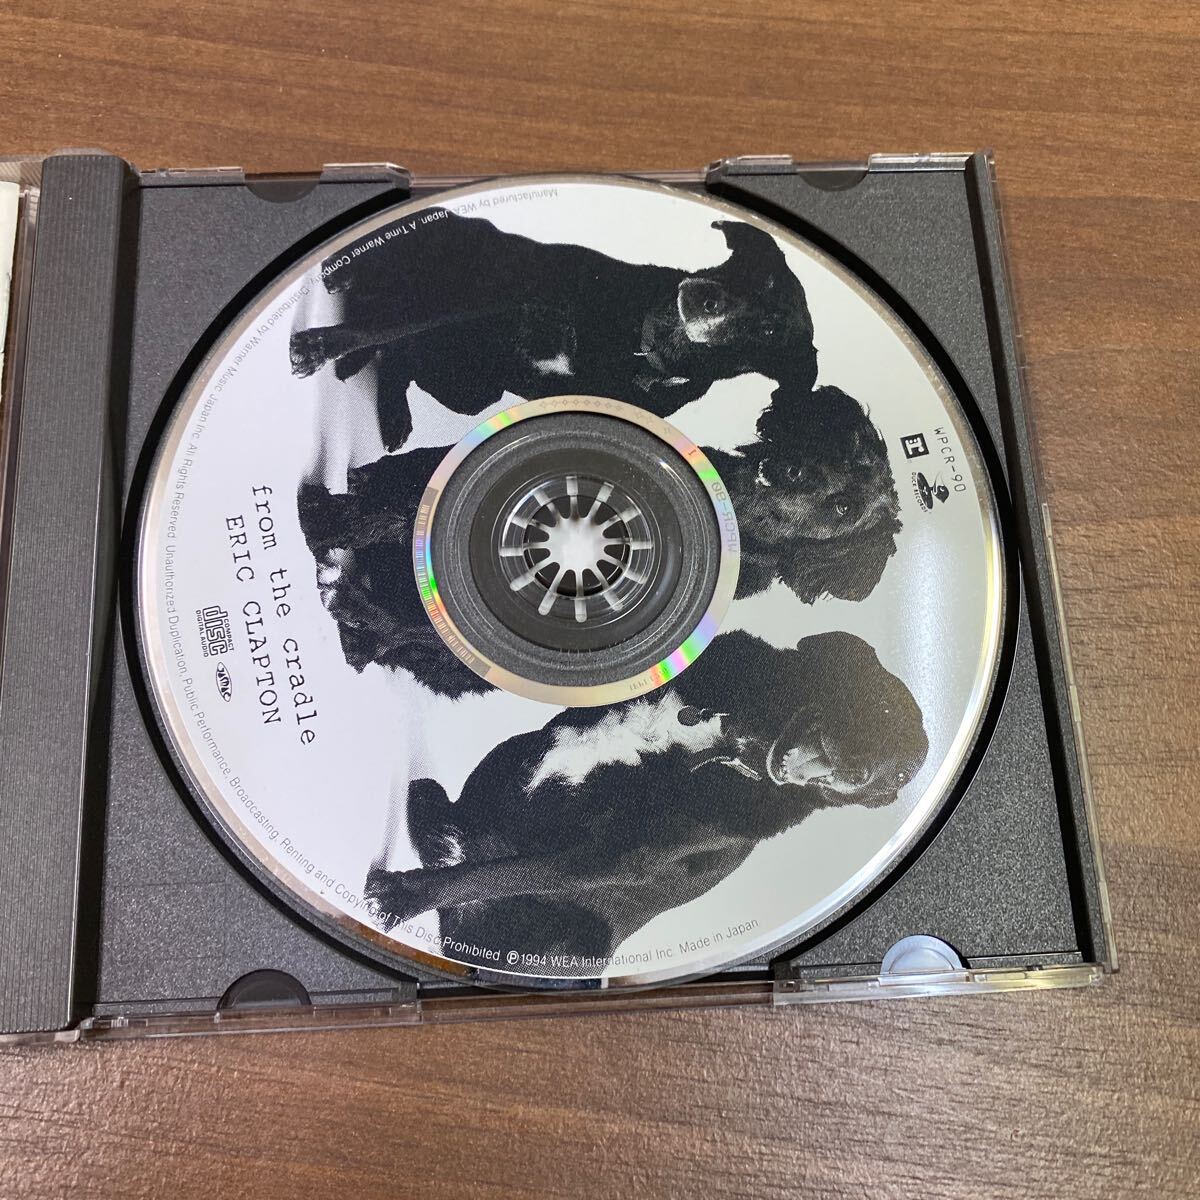 from the cradle
ERIC CLAPTON
COMPACT
disc
DIGITAL AUDIO
WPCR-90
DUCK RECORDS
Manufactured by WEA Japan. A Time Warner Company. Distributed by Warner Music Japan Inc. All Rights Reserved. Unauthorized Duplication, Public Performance, Broadcasting, Renting and Copying of This Disc Prohibited ℗1994 WEA International Inc. Made in Japan